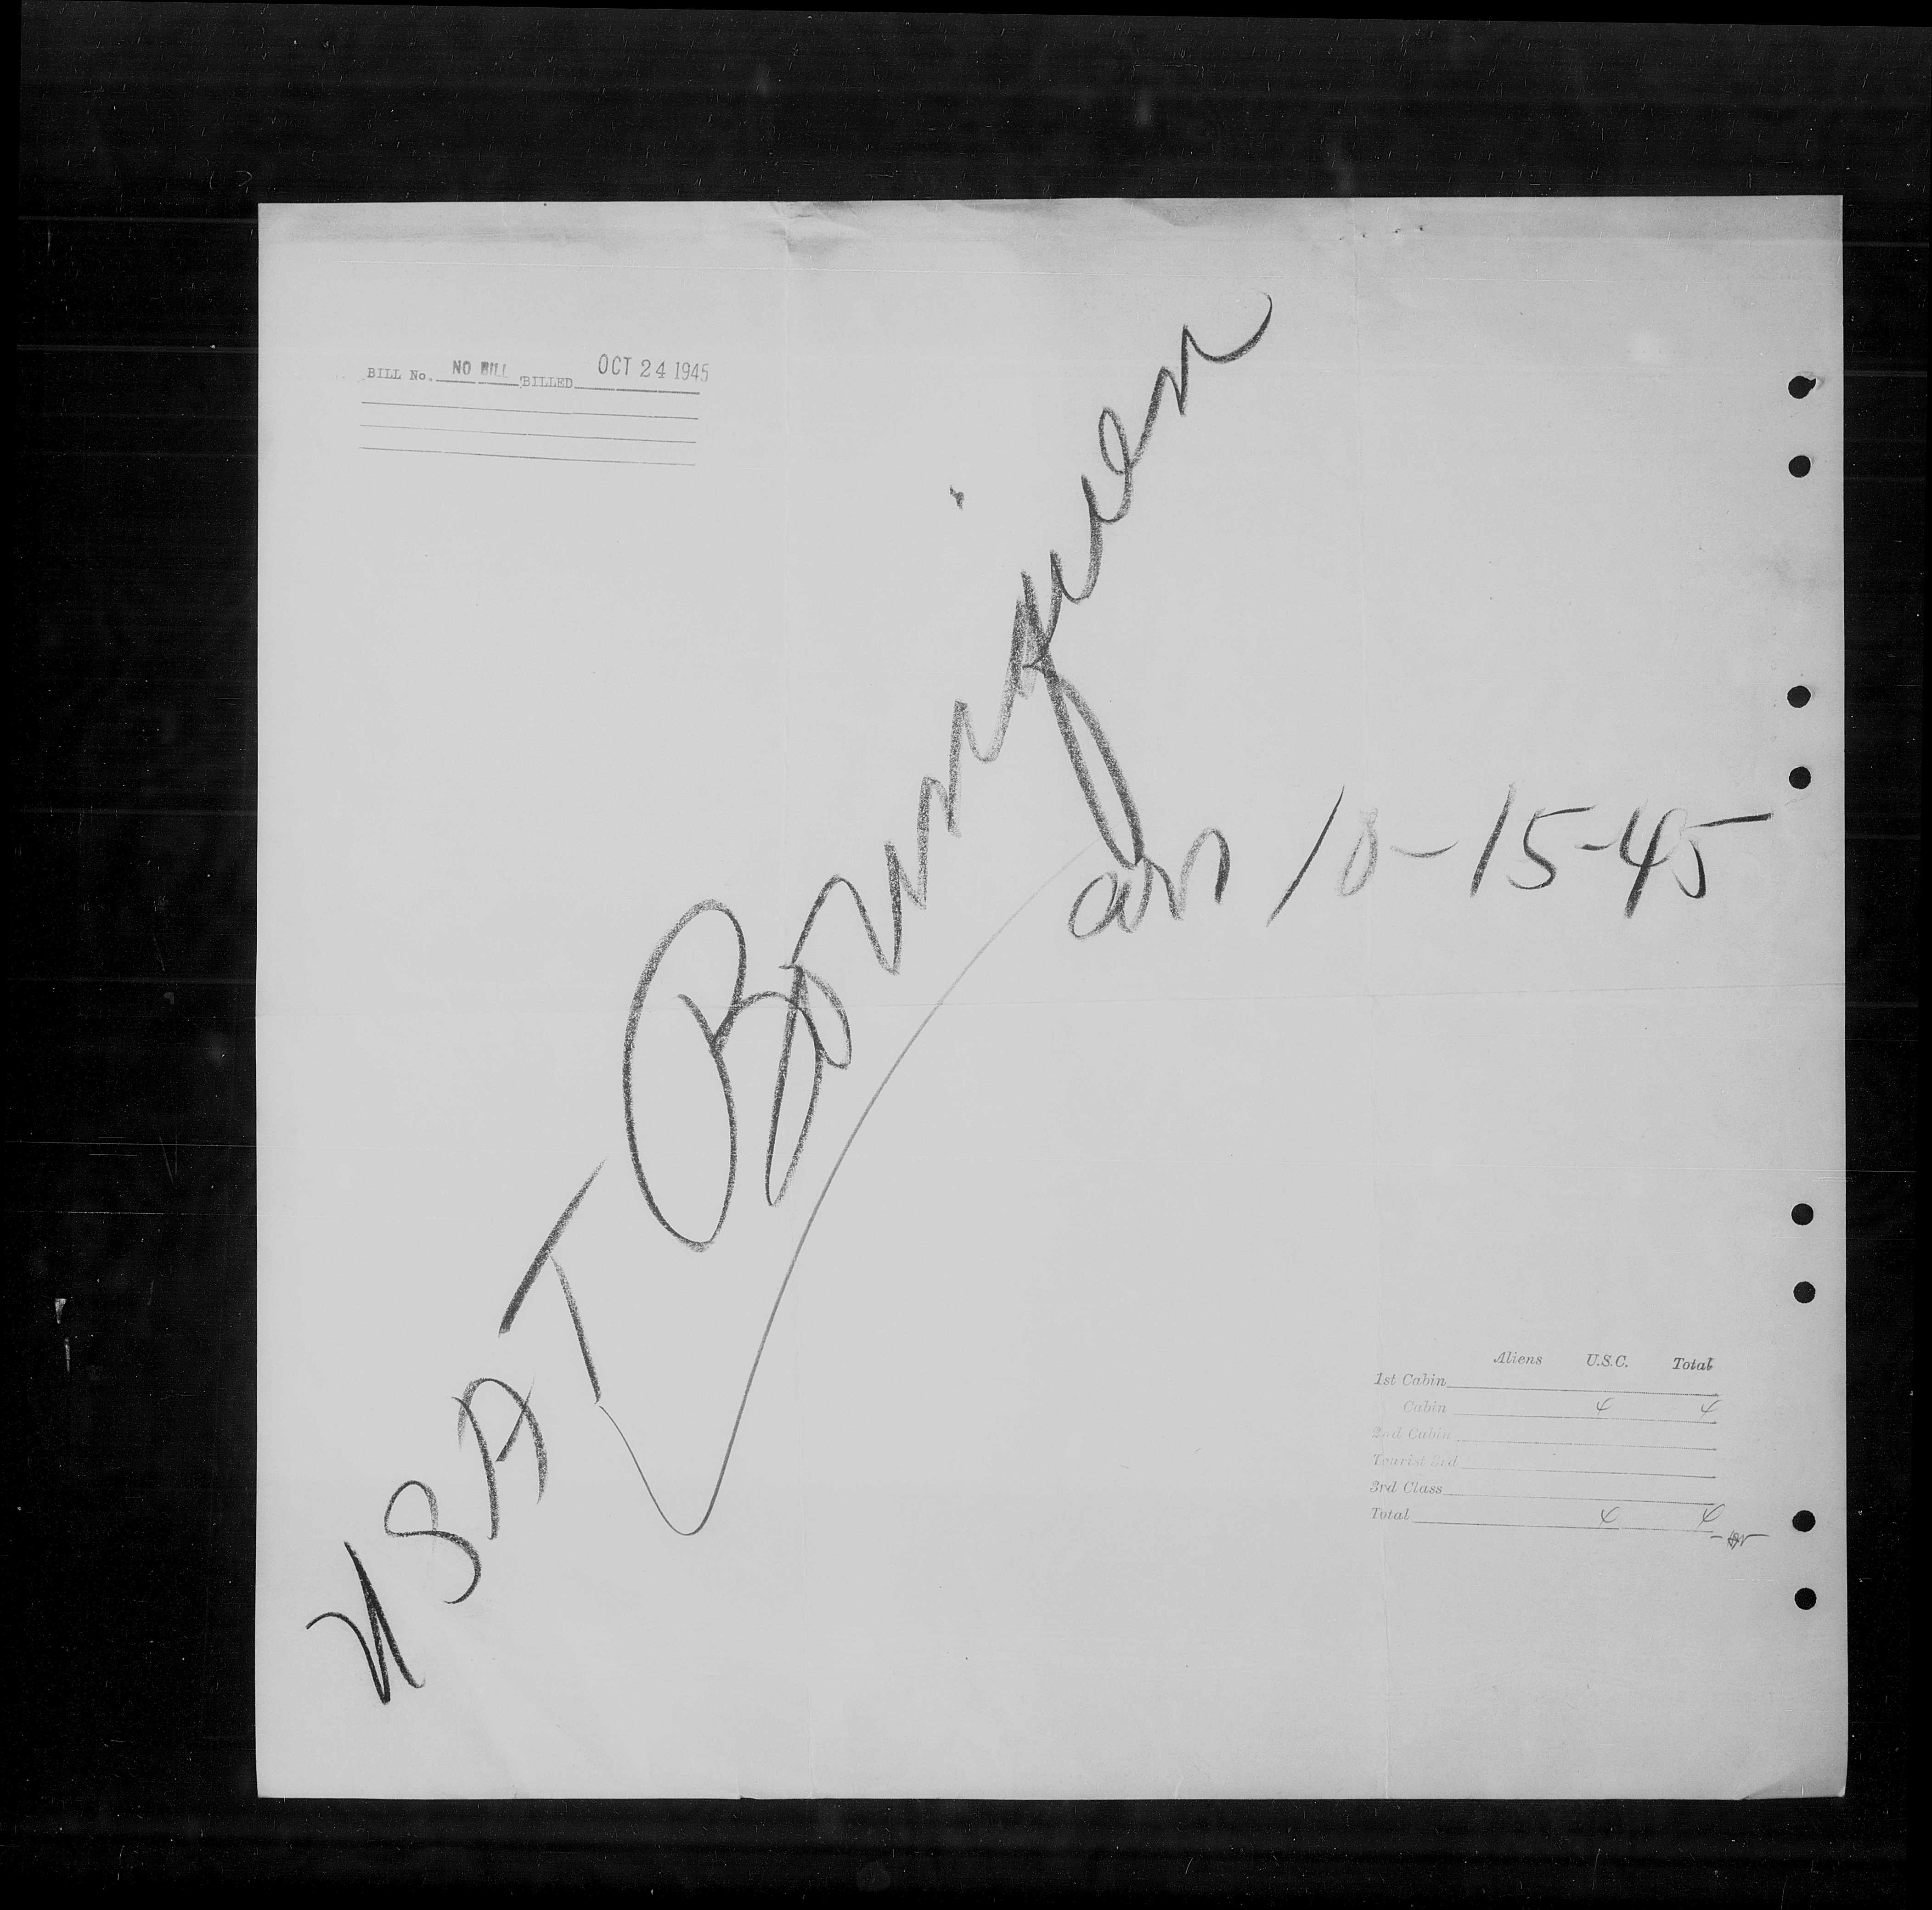 BILL No. NO BILL BILLED OCT 24 1945
USAT Borinquen
arr 10-15-45
Aliens U.S.C. Total
1st Cabin
Cabin 4 4
2nd Cabin
Tourist 3rd
3rd Class
Total 4 4